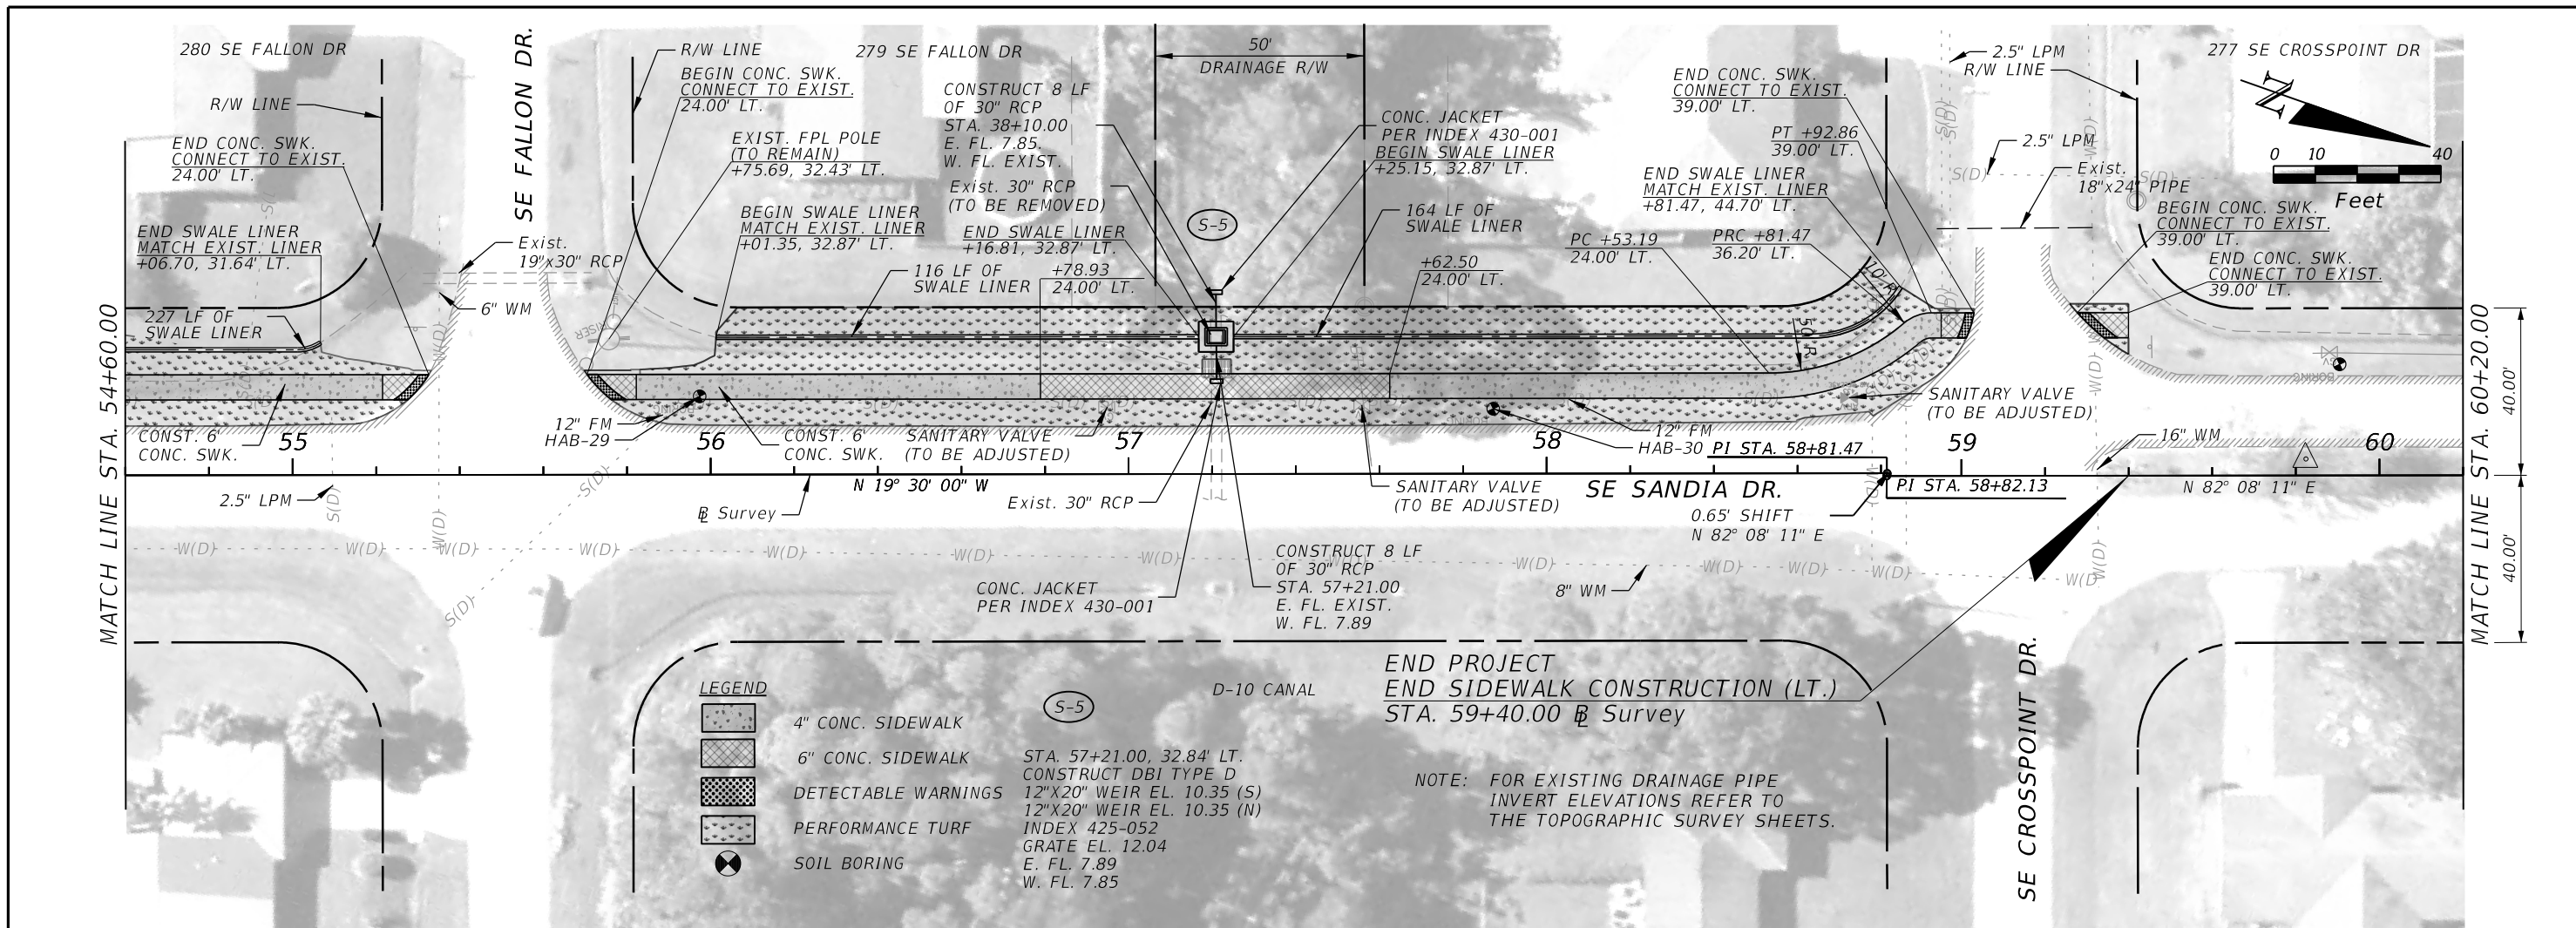 280 SE FALLON DR
R/W LINE
END CONC. SWK.
CONNECT TO EXIST.
24.00' LT.
END SWALE LINER
MATCH EXIST. LINER
+06.70, 31.64' LT.
227 LF OF
SWALE LINER
SE FALLON DR.
Exist.
19"x30" RCP
6" WM
R/W LINE
BEGIN CONC. SWK.
CONNECT TO EXIST.
24.00' LT.
279 SE FALLON DR
EXIST. FPL POLE
(TO REMAIN)
+75.69, 32.43' LT.
BEGIN SWALE LINER
MATCH EXIST. LINER
+01.35, 32.87' LT.
116 LF OF
SWALE LINER
CONSTRUCT 8 LF
OF 30" RCP
STA. 38+10.00
E. FL. 7.85.
W. FL. EXIST.
Exist. 30" RCP
(TO BE REMOVED)
END SWALE LINER
+16.81, 32.87' LT.
+78.93
24.00' LT.
50'
DRAINAGE R/W
S-5
CONC. JACKET
PER INDEX 430-001
BEGIN SWALE LINER
+25.15, 32.87' LT.
164 LF OF
SWALE LINER
+62.50
24.00' LT.
END CONC. SWK.
CONNECT TO EXIST.
39.00' LT.
PT +92.86
39.00' LT.
END SWALE LINER
MATCH EXIST. LINER
+81.47, 44.70' LT.
PC +53.19
24.00' LT.
PRC +81.47
36.20' LT.
10' R
50' R
2.5" LPM
R/W LINE
2.5" LPM
S(D)
S(D)
Exist.
18"x24" PIPE
277 SE CROSSPOINT DR
N
0 10 40
Feet
BEGIN CONC. SWK.
CONNECT TO EXIST.
39.00' LT.
END CONC. SWK.
CONNECT TO EXIST.
39.00' LT.
MATCH LINE STA. 54+60.00
MATCH LINE STA. 60+20.00
40.00'
40.00'
CONST. 6'
CONC. SWK.
55
12" FM
HAB-29
56
CONST. 6'
CONC. SWK.
SANITARY VALVE
(TO BE ADJUSTED)
57
58
12" FM
HAB-30
PI STA. 58+81.47
SANITARY VALVE
(TO BE ADJUSTED)
59
16" WM
60
2.5" LPM
S(D)
W(D)
S(D)
S(D)
℄ Survey
N 19° 30' 00" W
Exist. 30" RCP
SANITARY VALVE
(TO BE ADJUSTED)
SE SANDIA DR.
PI STA. 58+82.13
N 82° 08' 11" E
0.65' SHIFT
N 82° 08' 11" E
W(D) W(D) W(D) W(D) W(D) W(D) W(D) W(D) W(D) W(D) W(D) W(D)
CONC. JACKET
PER INDEX 430-001
CONSTRUCT 8 LF
OF 30" RCP
STA. 57+21.00
E. FL. EXIST.
W. FL. 7.89
8" WM
END PROJECT
END SIDEWALK CONSTRUCTION (LT.)
STA. 59+40.00 ℄ Survey
SE CROSSPOINT DR.
LEGEND
4" CONC. SIDEWALK
6" CONC. SIDEWALK
DETECTABLE WARNINGS
PERFORMANCE TURF
SOIL BORING
S-5
D-10 CANAL
STA. 57+21.00, 32.84' LT.
CONSTRUCT DBI TYPE D
12"X20" WEIR EL. 10.35 (S)
12"X20" WEIR EL. 10.35 (N)
INDEX 425-052
GRATE EL. 12.04
E. FL. 7.89
W. FL. 7.85
NOTE: FOR EXISTING DRAINAGE PIPE
INVERT ELEVATIONS REFER TO
THE TOPOGRAPHIC SURVEY SHEETS.